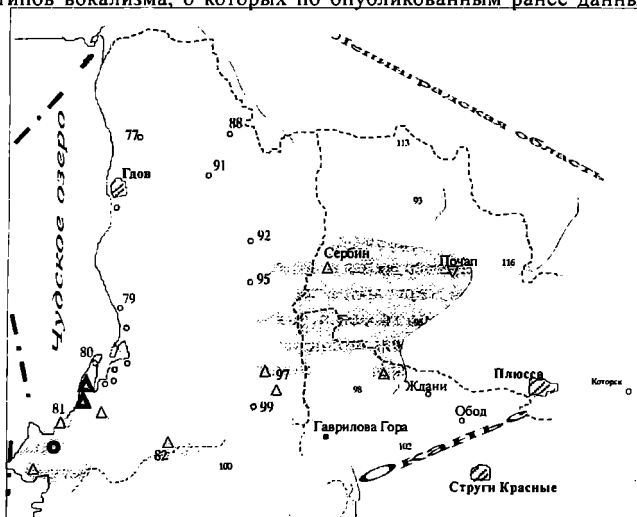 типов вокализма, о которых по опубликованным ранее данны
Ленинградская область
Чудское озеро
77
88
113
91
Гдов
93
92
Сербин
Почап
116
95
79
80
97
98
Плюсса
Которск
81
99
Ждани
Обод
Гаврилова Гора
82
102
100
Оканье
Струги Красные